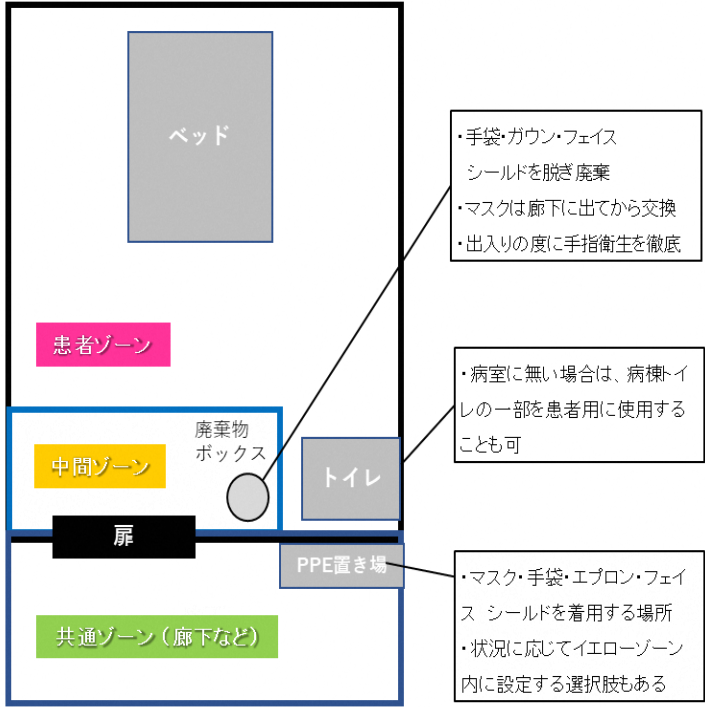 ベッド
・手袋・ガウン・フェイス
シールドを脱ぎ廃棄
・マスクは廊下に出てから交換
・出入りの度に手指衛生を徹底
患者ゾーン
・病室に無い場合は、病棟トイ
レの一部を患者用に使用する
ことも可
廃棄物
ボックス
中間ゾーン
トイレ
扉
PPE置き場
・マスク・手袋・エプロン・フェイ
ス シールドを着用する場所
・状況に応じてイエローゾーン
内に設定する選択肢もある
共通ゾーン（廊下など）